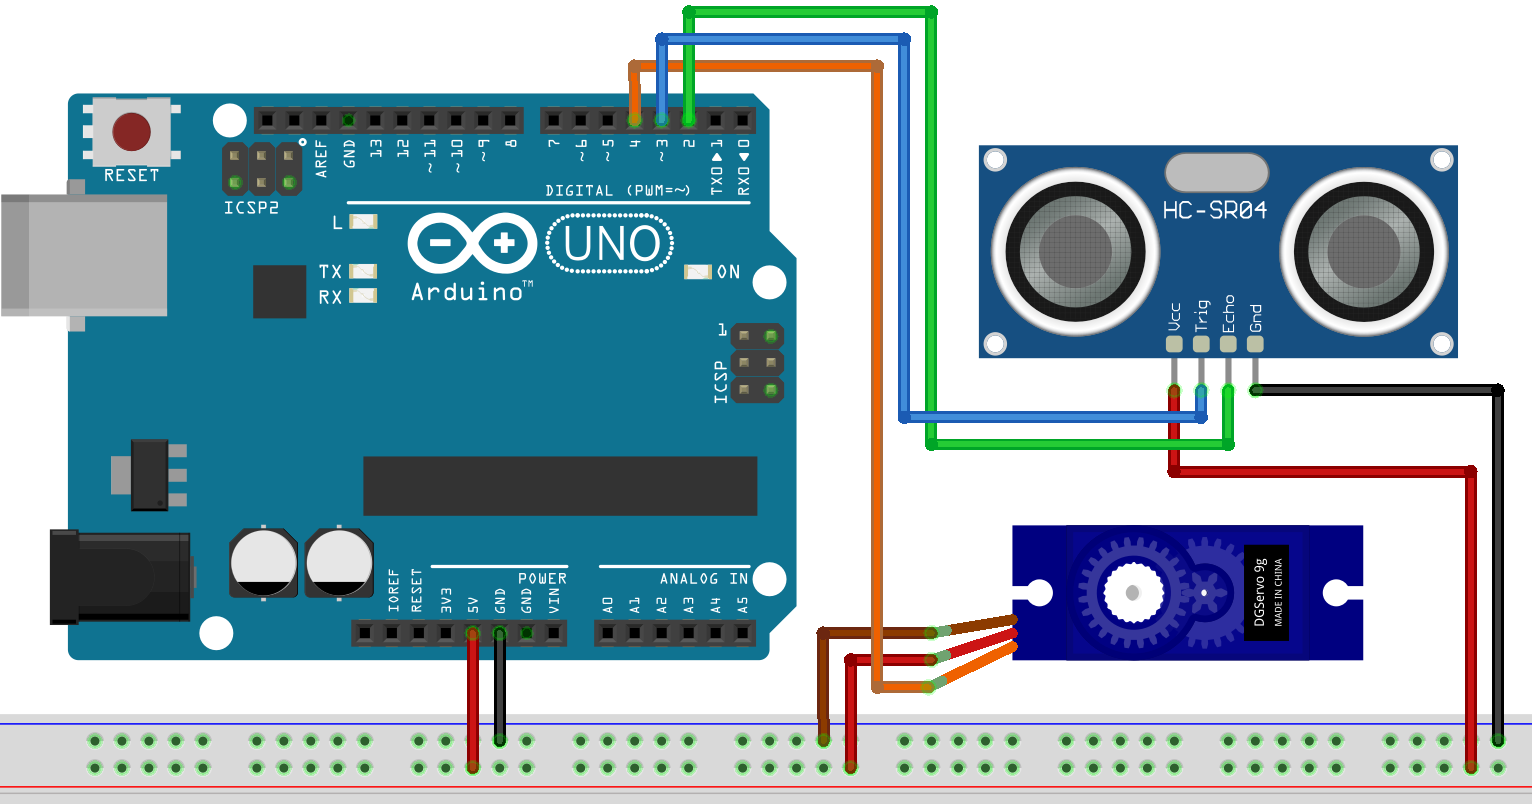 RESET
ICSP2
AREF
GND
13
12
~11
~10
~9
8
7
~6
~5
4
~3
2
TXD▲1
RXD▼0
DIGITAL (PWM=~)
L
TX
RX
UNO
Arduino™
ON
1
ICSP
HC-SR04
Vcc
Trig
Echo
Gnd
DGServo 9g
MADE IN CHINA
POWER
ANALOG IN
IOREF
RESET
3V3
5V
GND
GND
VIN
A0
A1
A2
A3
A4
A5